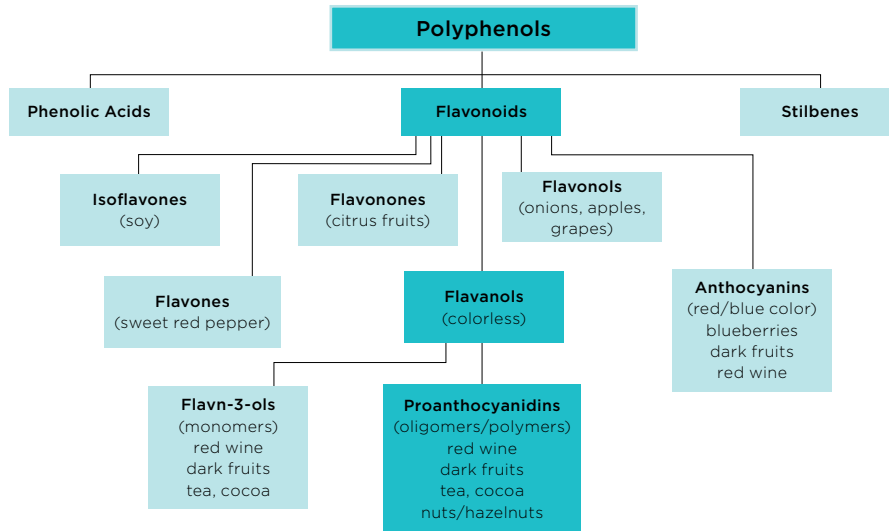 Polyphenols
Phenolic Acids
Flavonoids
Stilbenes
Isoflavones
(soy)
Flavonones
(citrus fruits)
Flavonols
(onions, apples,
grapes)
Flavones
(sweet red pepper)
Flavanols
(colorless)
Anthocyanins
(red/blue color)
blueberries
dark fruits
red wine
Flavn-3-ols
(monomers)
red wine
dark fruits
tea, cocoa
Proanthocyanidins
(oligomers/polymers)
red wine
dark fruits
tea, cocoa
nuts/hazelnuts